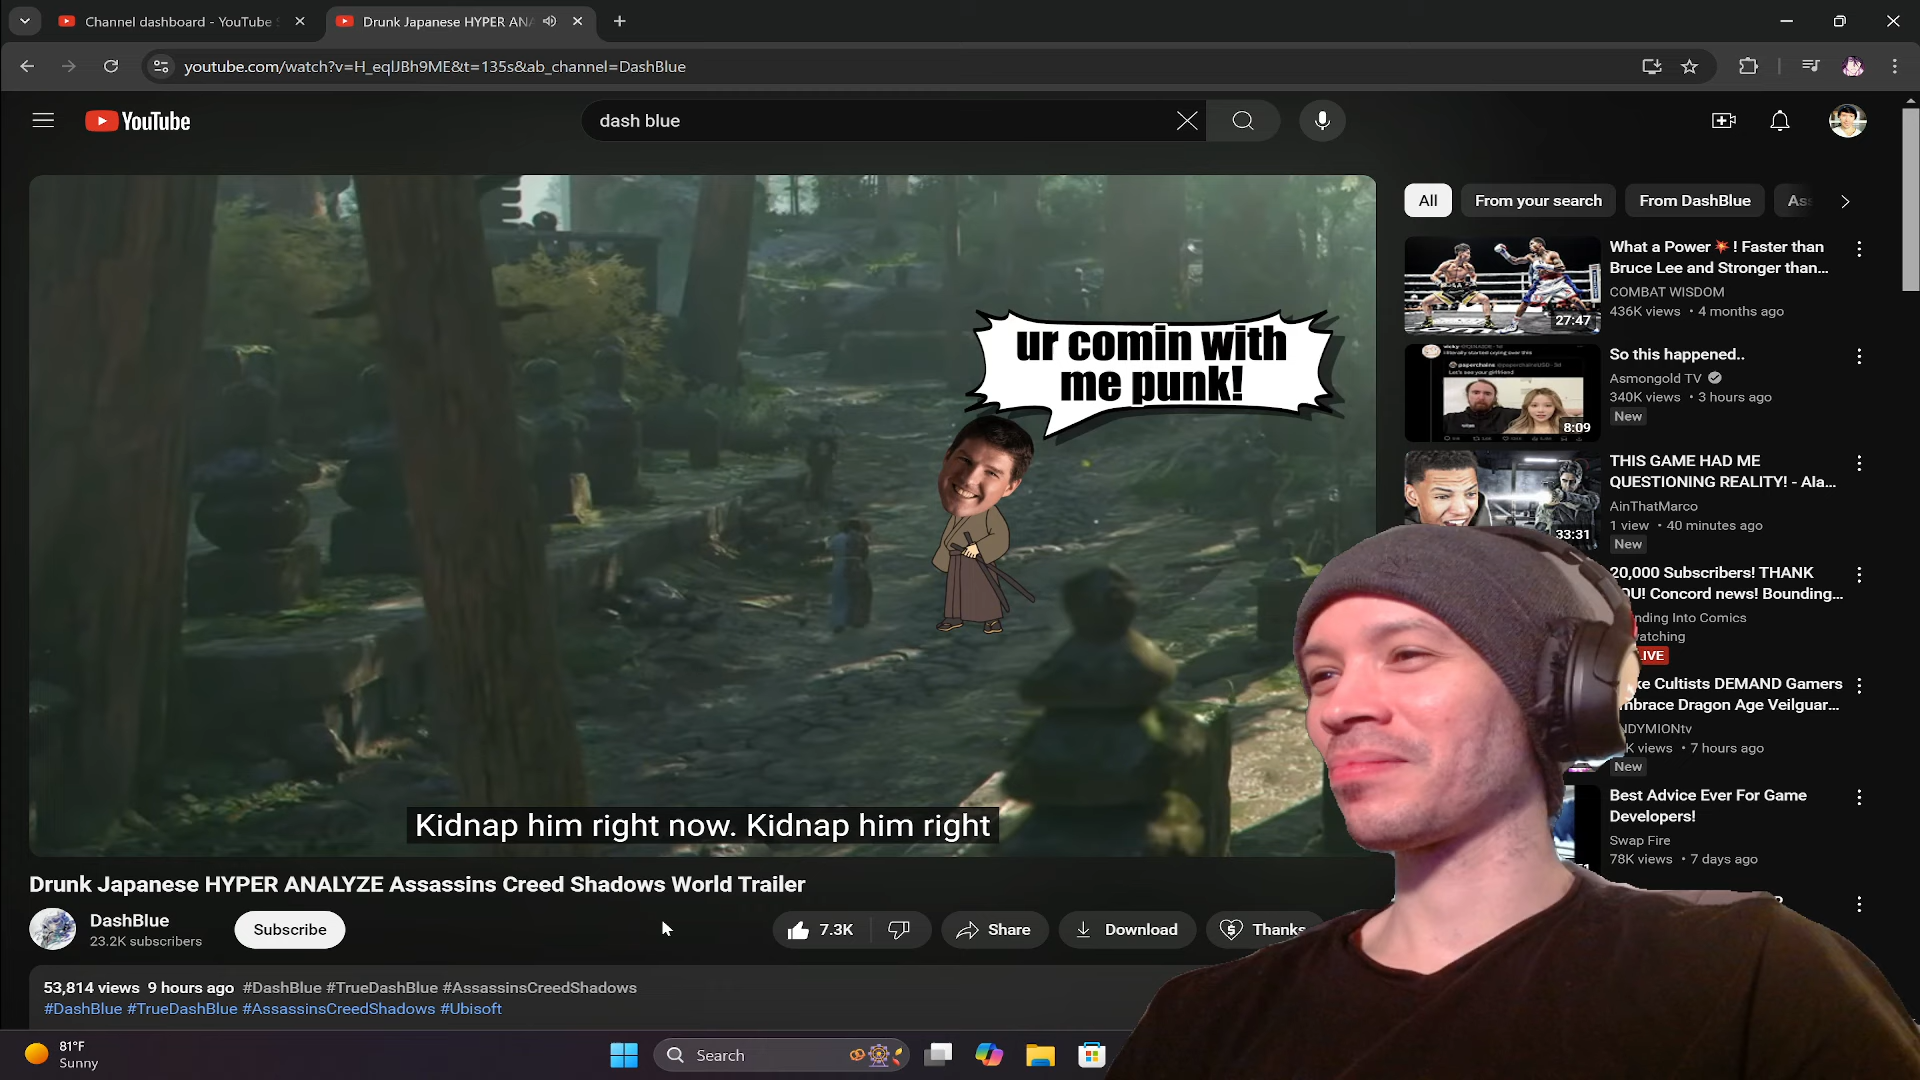 Channel dashboard - YouTube S
Drunk Japanese HYPER ANA
youtube.com/watch?v=H_eqlJBh9ME&t=135s&ab_channel=DashBlue
YouTube
dash blue
All
From your search
From DashBlue
As
ur comin with
me punk!
Kidnap him right now. Kidnap him right
What a Power💥! Faster than
Bruce Lee and Stronger than...
COMBAT WISDOM
436K views • 4 months ago
27:47
So this happened..
Asmongold TV
340K views • 3 hours ago
New
8:09
THIS GAME HAD ME
QUESTIONING REALITY! - Ala...
AinThatMarco
1 view • 40 minutes ago
New
33:31
20,000 Subscribers! THANK
OU! Concord news! Bounding...
nding Into Comics
watching
LIVE
ke Cultists DEMAND Gamers
mbrace Dragon Age Veilguar...
NDYMIONtv
K views • 7 hours ago
New
Best Advice Ever For Game
Developers!
Swap Fire
78K views • 7 days ago
Drunk Japanese HYPER ANALYZE Assassins Creed Shadows World Trailer
DashBlue
23.2K subscribers
Subscribe
7.3K
Share
Download
Thanks
53,814 views 9 hours ago #DashBlue #TrueDashBlue #AssassinsCreedShadows
#DashBlue #TrueDashBlue #AssassinsCreedShadows #Ubisoft
81°F
Sunny
Search